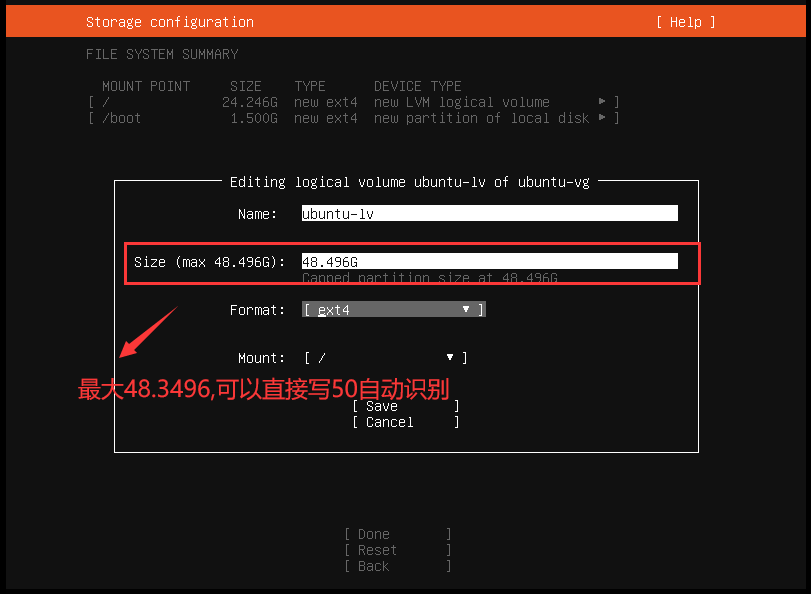 Storage configuration [ Help ]
FILE SYSTEM SUMMARY
MOUNT POINT SIZE TYPE DEVICE TYPE
[ / 24.246G new ext4 new LVM logical volume ▸ ]
[ /boot 1.500G new ext4 new partition of local disk ▸ ]
Editing logical volume ubuntu-lv of ubuntu-vg
Name: ubuntu-lv
Size (max 48.496G): 48.496G
Capped partition size at 48.496G
Format: [ ext4 ▾ ]
Mount: [ / ▾ ]
最大48.3496,可以直接写50自动识别
[ Save ]
[ Cancel ]
[ Done ]
[ Reset ]
[ Back ]